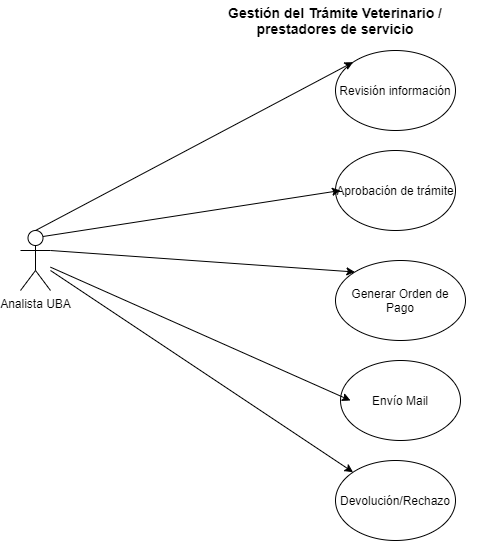 Gestión del Trámite Veterinario /
prestadores de servicio
Revisión información
Aprobación de trámite
Analista UBA
Generar Orden de
Pago
Envío Mail
Devolución/Rechazo